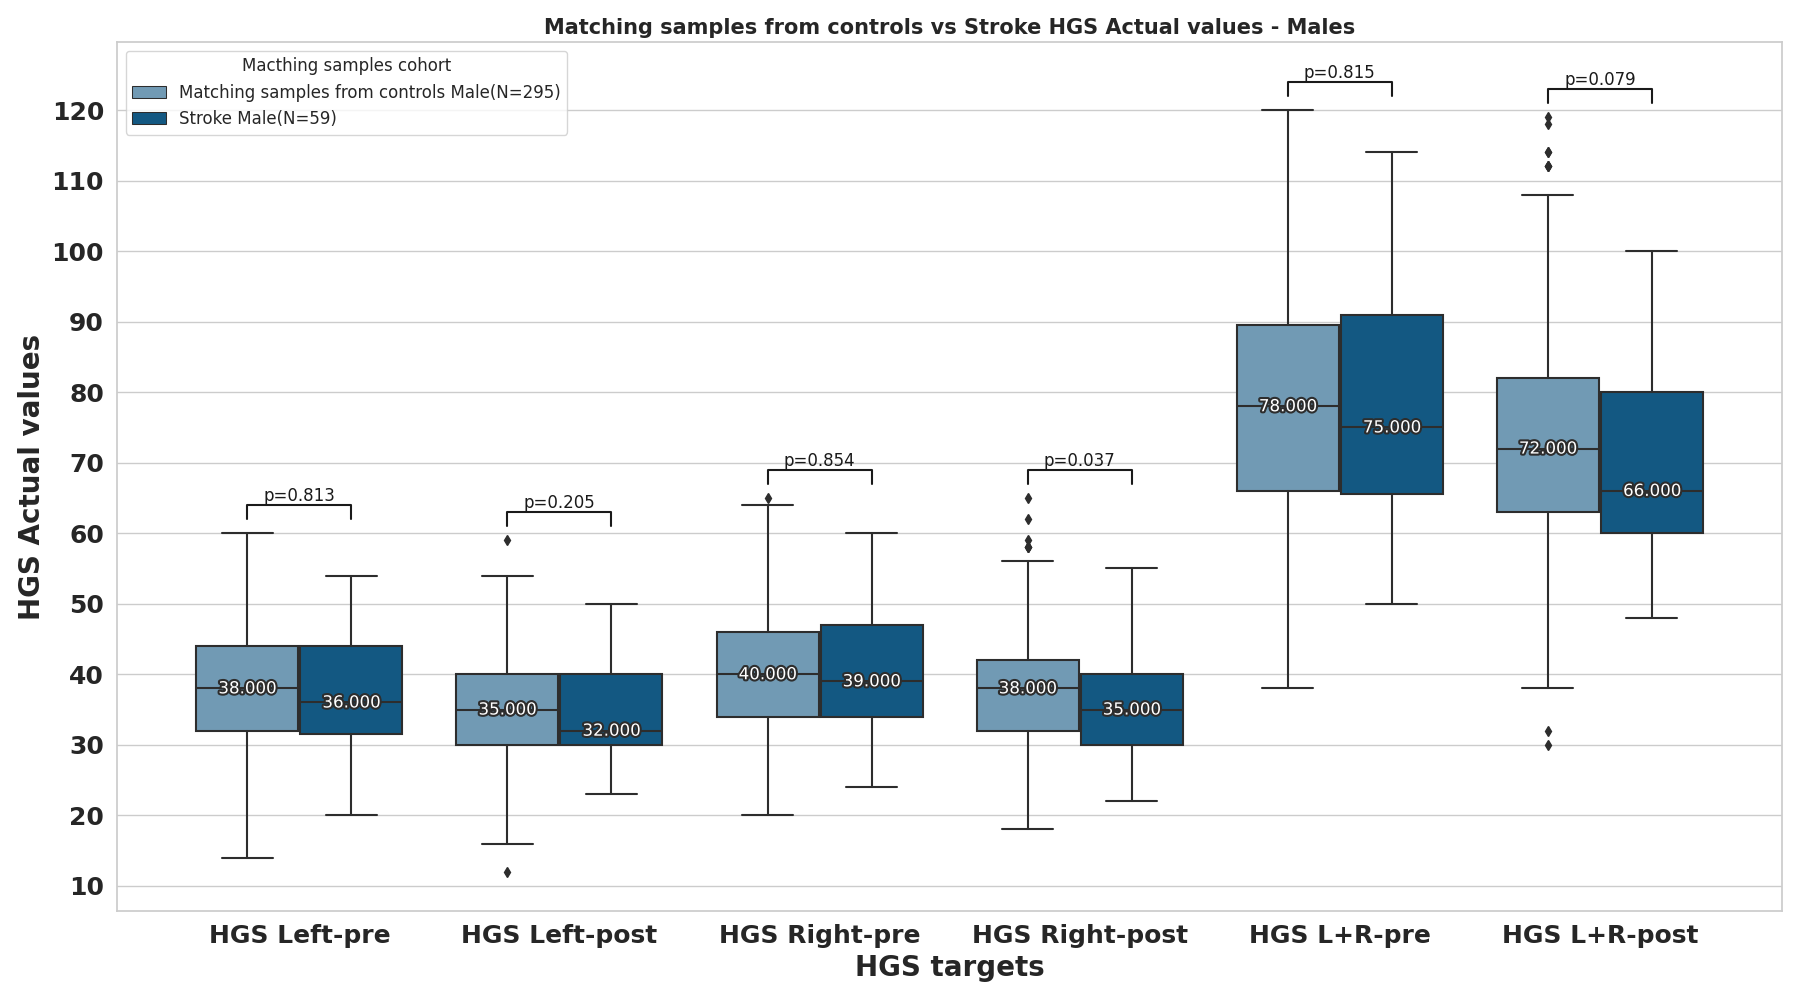 Matching samples from controls vs Stroke HGS Actual values - Males
Macthing samples cohort
Matching samples from controls Male(N=295)
Stroke Male(N=59)
HGS Actual values
120
110
100
90
80
70
60
50
40
30
20
10
p=0.813
p=0.205
p=0.854
p=0.037
p=0.815
p=0.079
38.000
36.000
35.000
32.000
40.000
39.000
38.000
35.000
78.000
75.000
72.000
66.000
HGS Left-pre
HGS Left-post
HGS Right-pre
HGS Right-post
HGS L+R-pre
HGS L+R-post
HGS targets